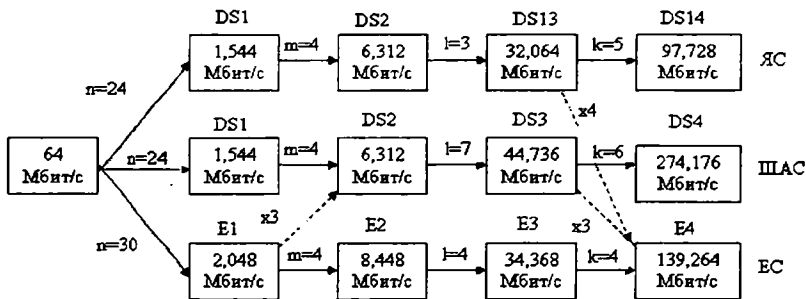 DS1 DS2 DS13 DS14
1,544 Мбит/с m=4 6,312 Мбит/с l=3 32,064 Мбит/с k=5 97,728 Мбит/с ЯС
n=24 x4
DS1 DS2 DS3 DS4
64 Мбит/с n=24 1,544 Мбит/с m=4 6,312 Мбит/с l=7 44,736 Мбит/с k=6 274,176 Мбит/с ШАС
n=30 x3 x3
E1 E2 E3 E4
2,048 Мбит/с m=4 8,448 Мбит/с l=4 34,368 Мбит/с k=4 139,264 Мбит/с ЕС